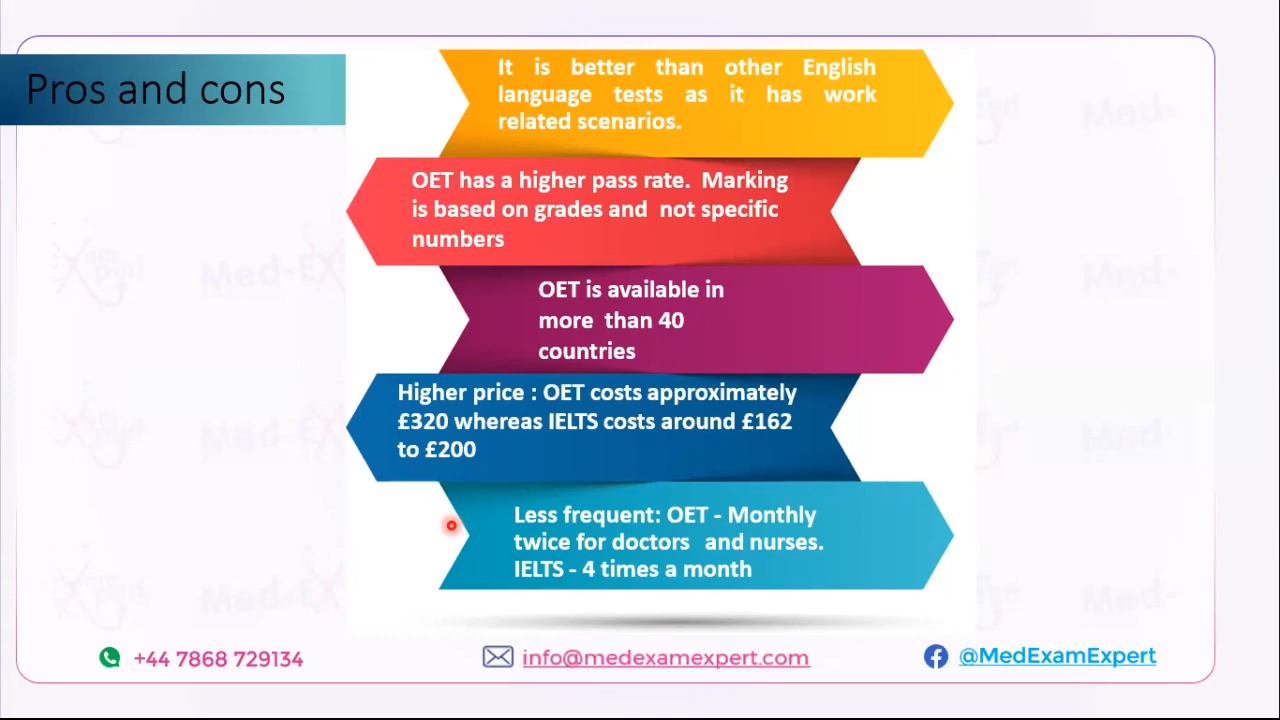 Pros and cons
It is better than other English
language tests as it has work
related scenarios.
OET has a higher pass rate. Marking
is based on grades and not specific
numbers
OET is available in
more than 40
countries
Higher price : OET costs approximately
£320 whereas IELTS costs around £162
to £200
Less frequent: OET - Monthly
twice for doctors and nurses.
IELTS - 4 times a month
+44 7868 729134
info@medexamexpert.com
@MedExamExpert